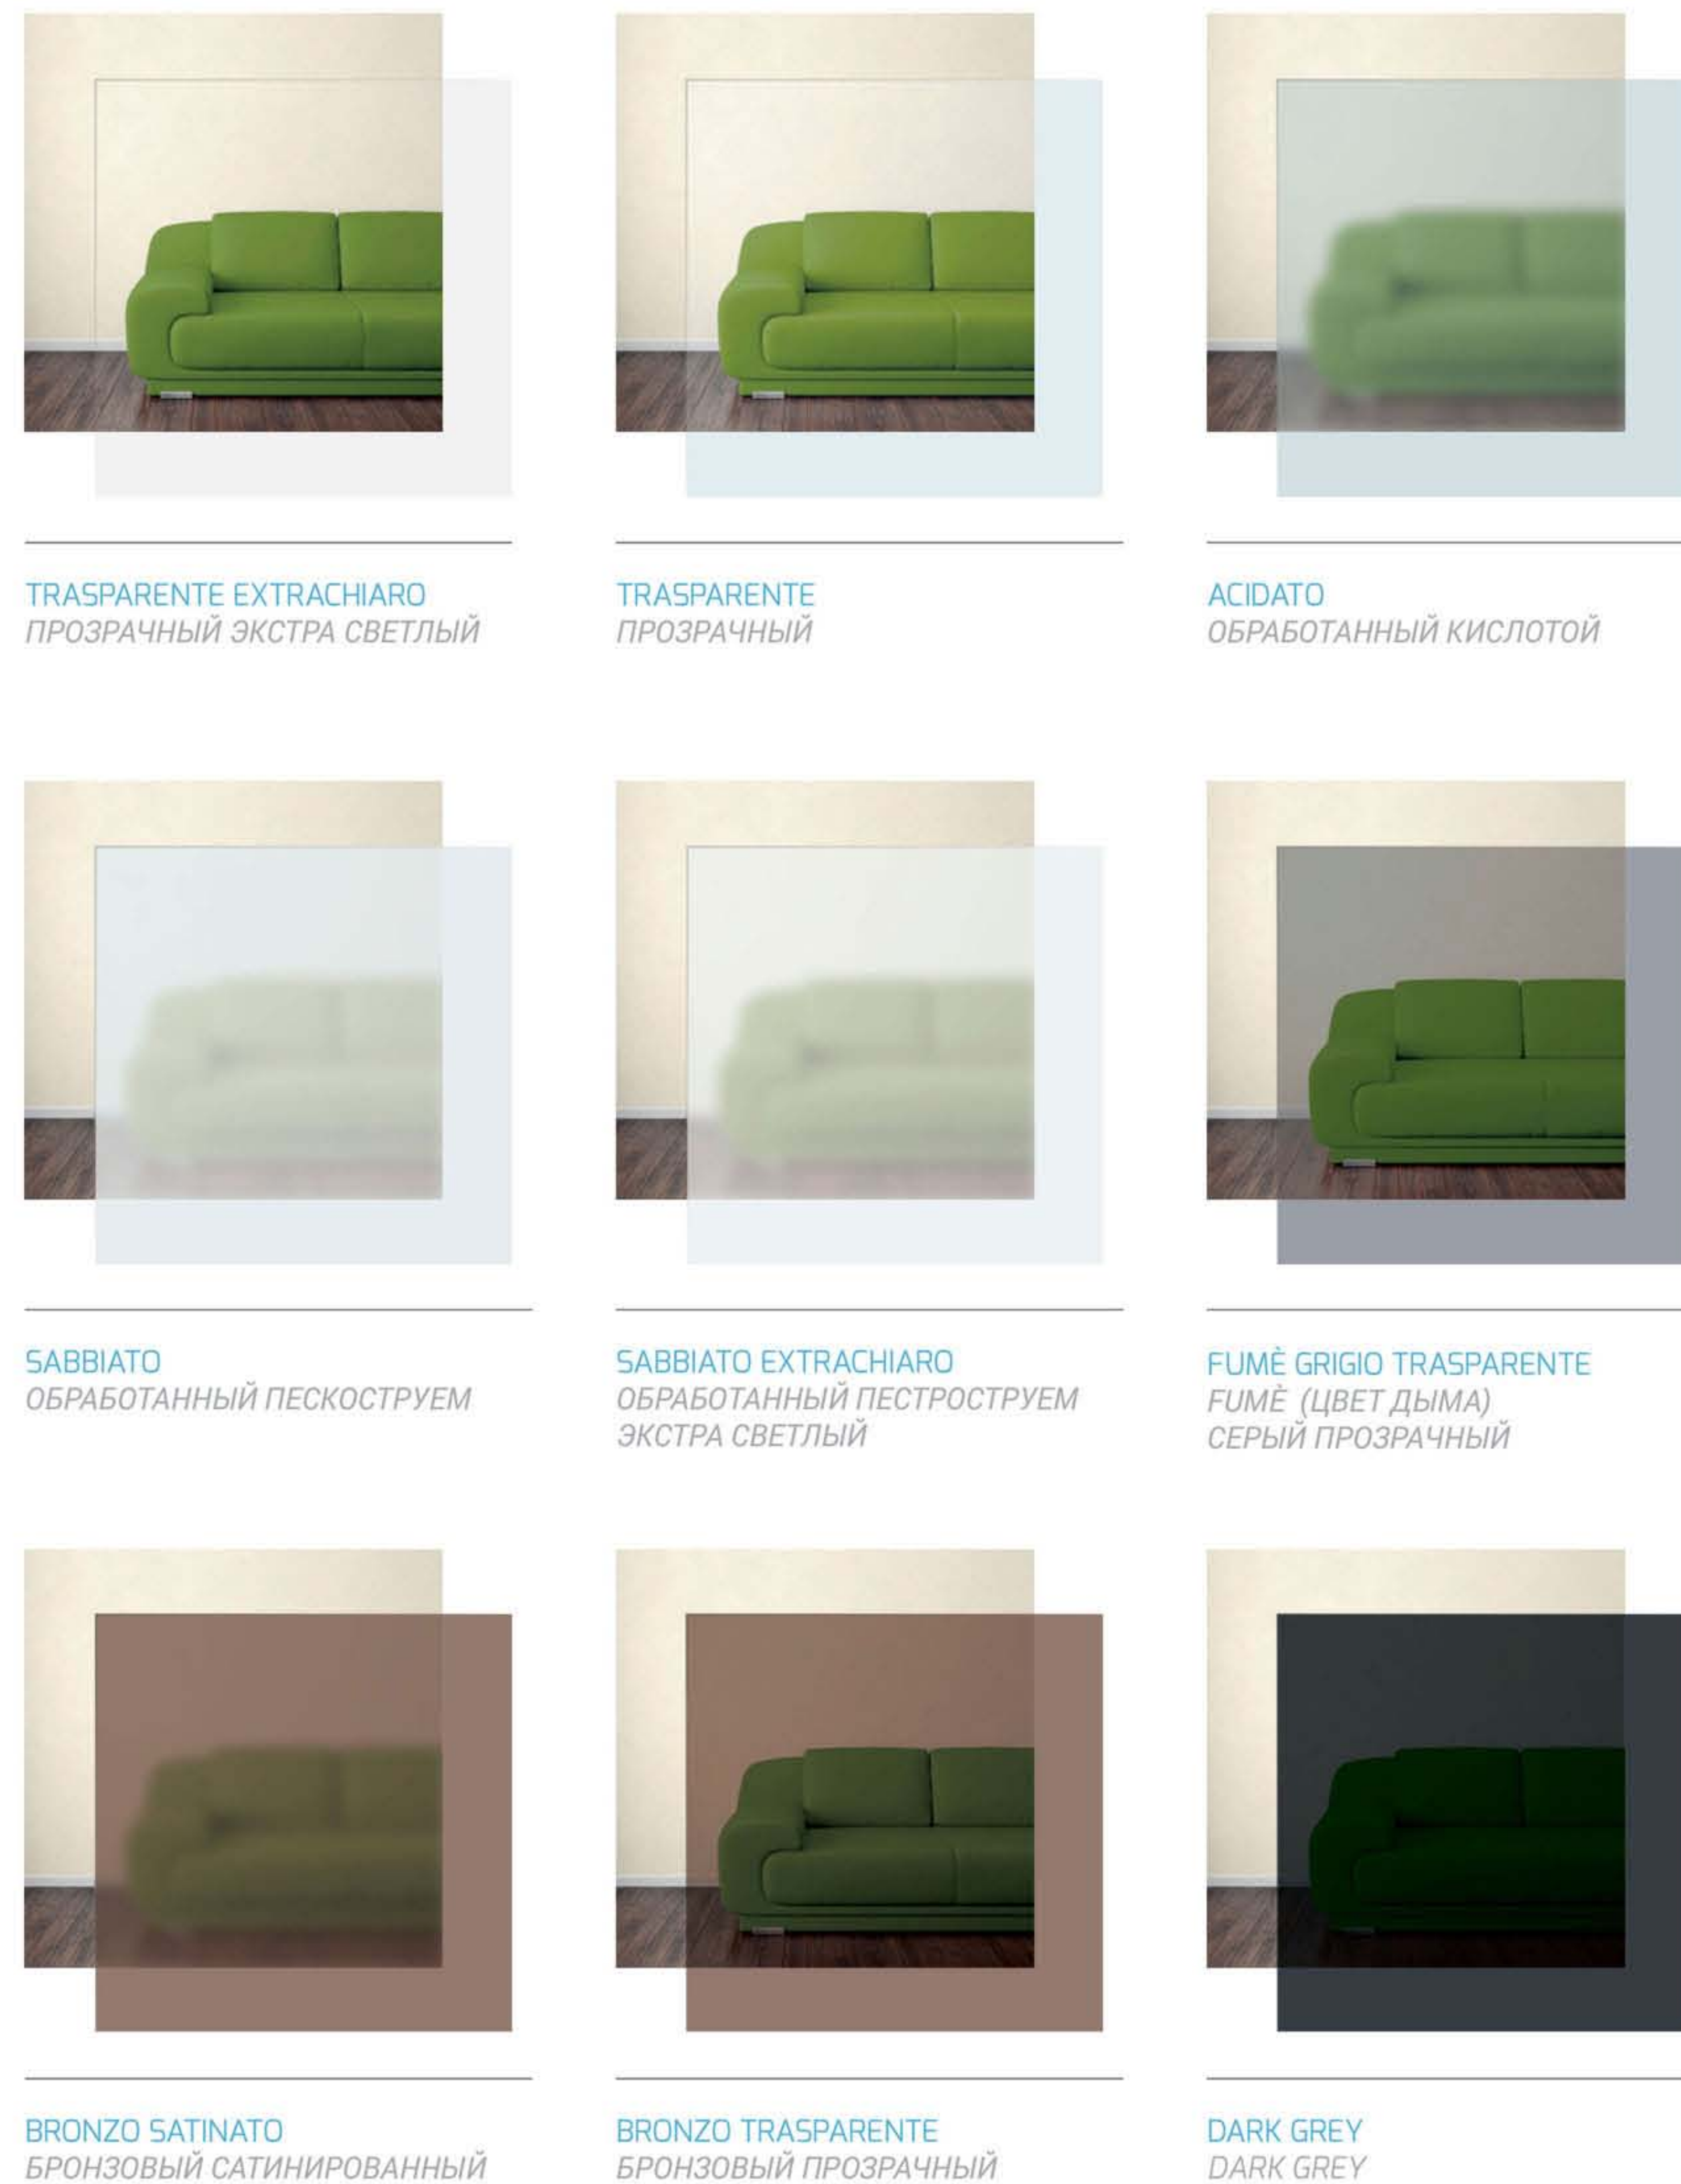 TRASPARENTE EXTRACHIARO
ПРОЗРАЧНЫЙ ЭКСТРА СВЕТЛЫЙ
TRASPARENTE
ПРОЗРАЧНЫЙ
ACIDATO
ОБРАБОТАННЫЙ КИСЛОТОЙ
SABBIATO
ОБРАБОТАННЫЙ ПЕСКОСТРУЕМ
SABBIATO EXTRACHIARO
ОБРАБОТАННЫЙ ПЕСТРОСТРУЕМ
ЭКСТРА СВЕТЛЫЙ
FUMÈ GRIGIO TRASPARENTE
FUMÈ (ЦВЕТ ДЫМА)
СЕРЫЙ ПРОЗРАЧНЫЙ
BRONZO SATINATO
БРОНЗОВЫЙ САТИНИРОВАННЫЙ
BRONZO TRASPARENTE
БРОНЗОВЫЙ ПРОЗРАЧНЫЙ
DARK GREY
DARK GREY